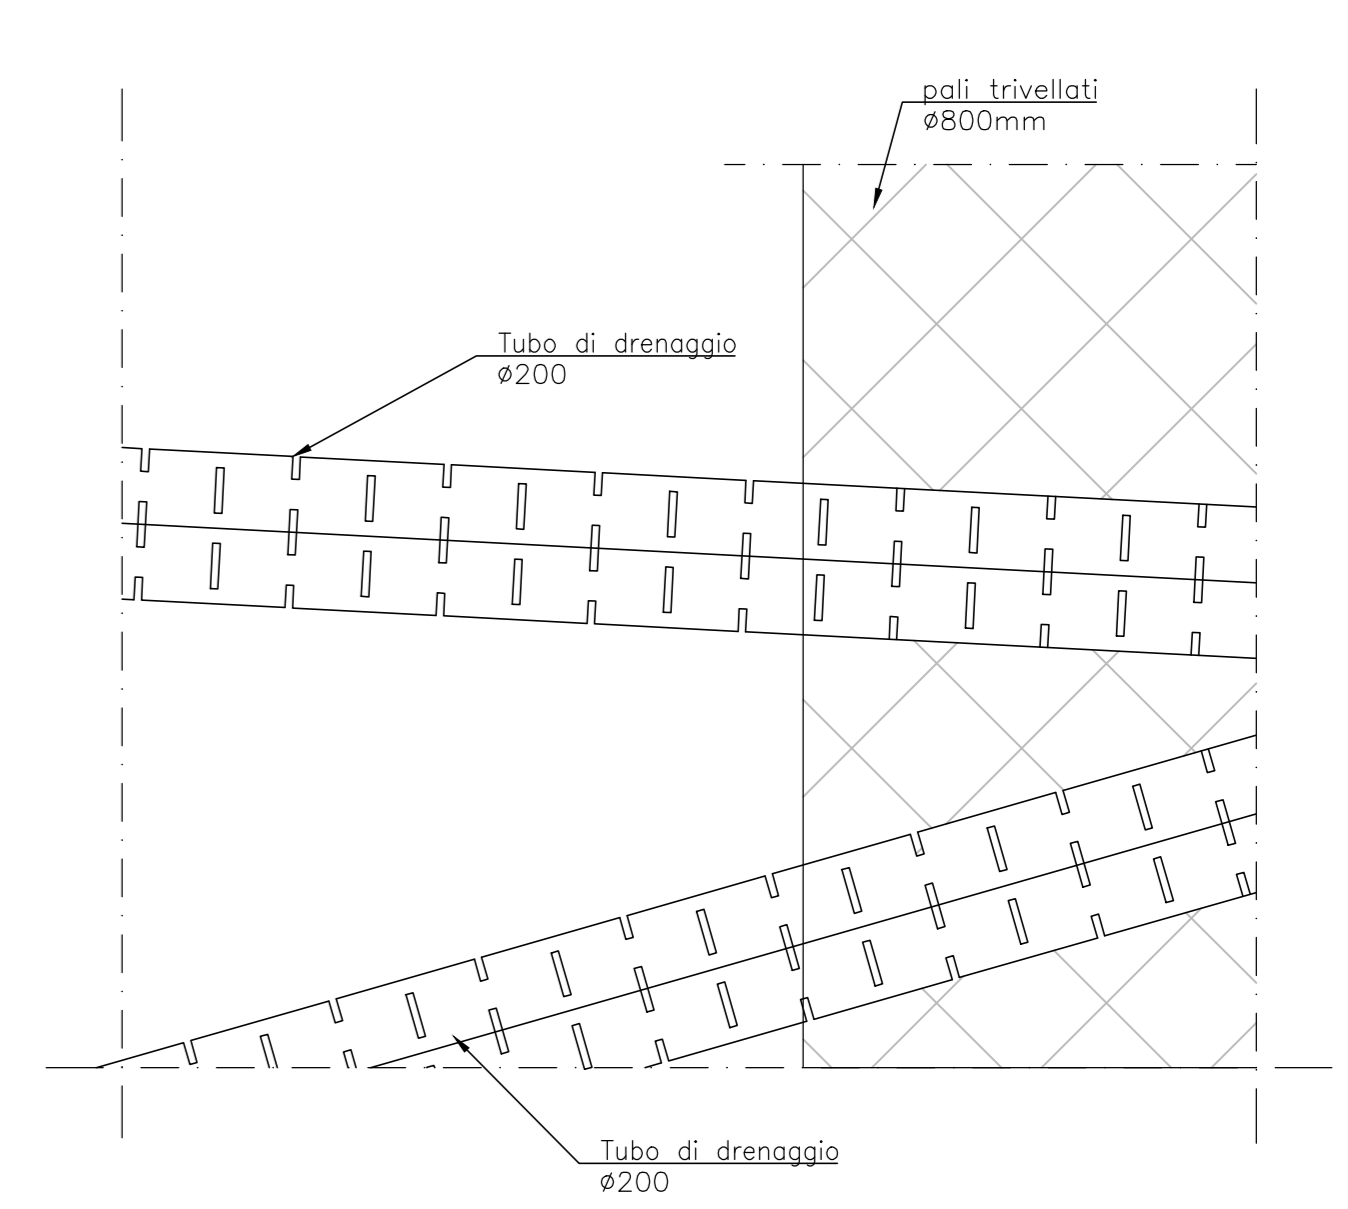 pali trivellati
ø800mm
Tubo di drenaggio
ø200
Tubo di drenaggio
ø200